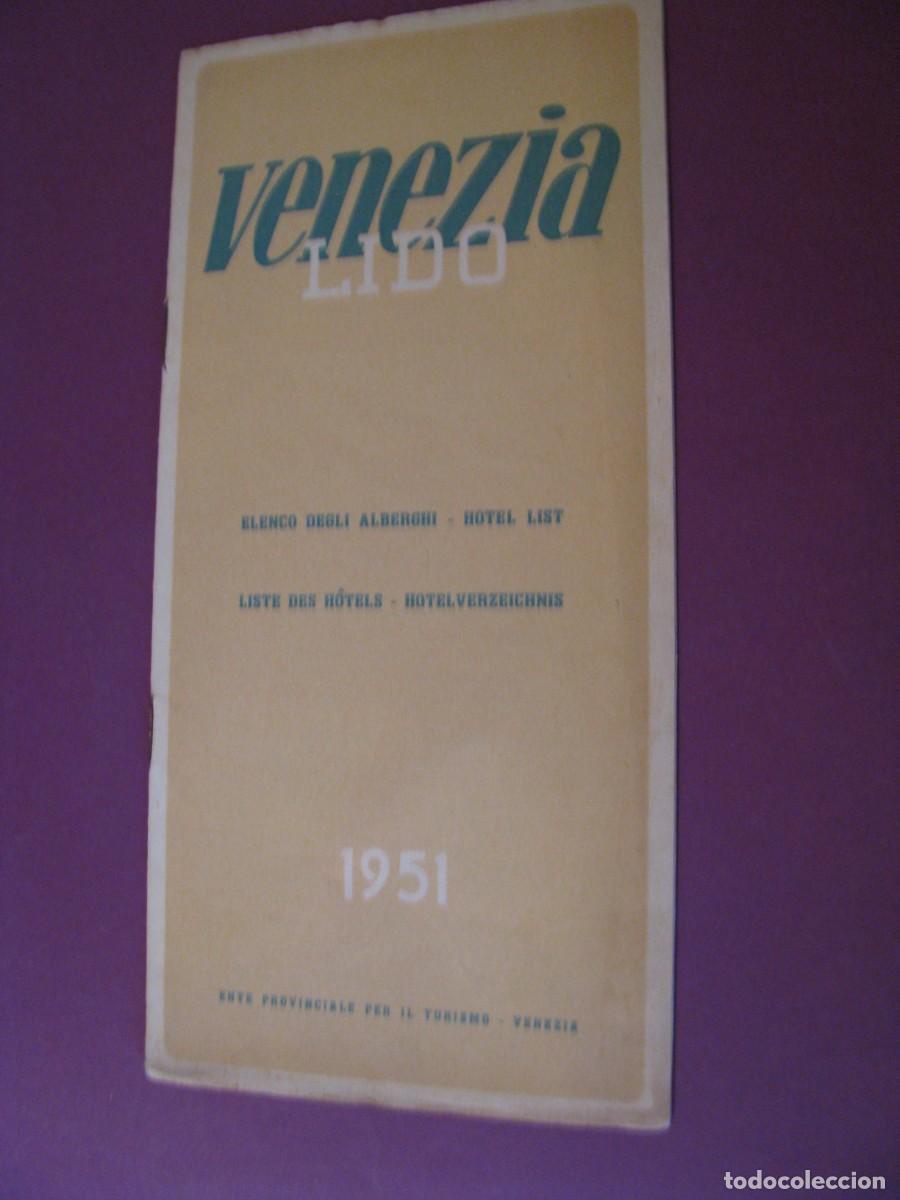 Venezia
LIDO
ELENCO DEGLI ALBERGHI - HOTEL LIST
LISTE DES HÔTELS - HOTELVERZEICHNIS
1951
ENTE PROVINCIALE PER IL TURISMO - VENEZIA
todocoleccion